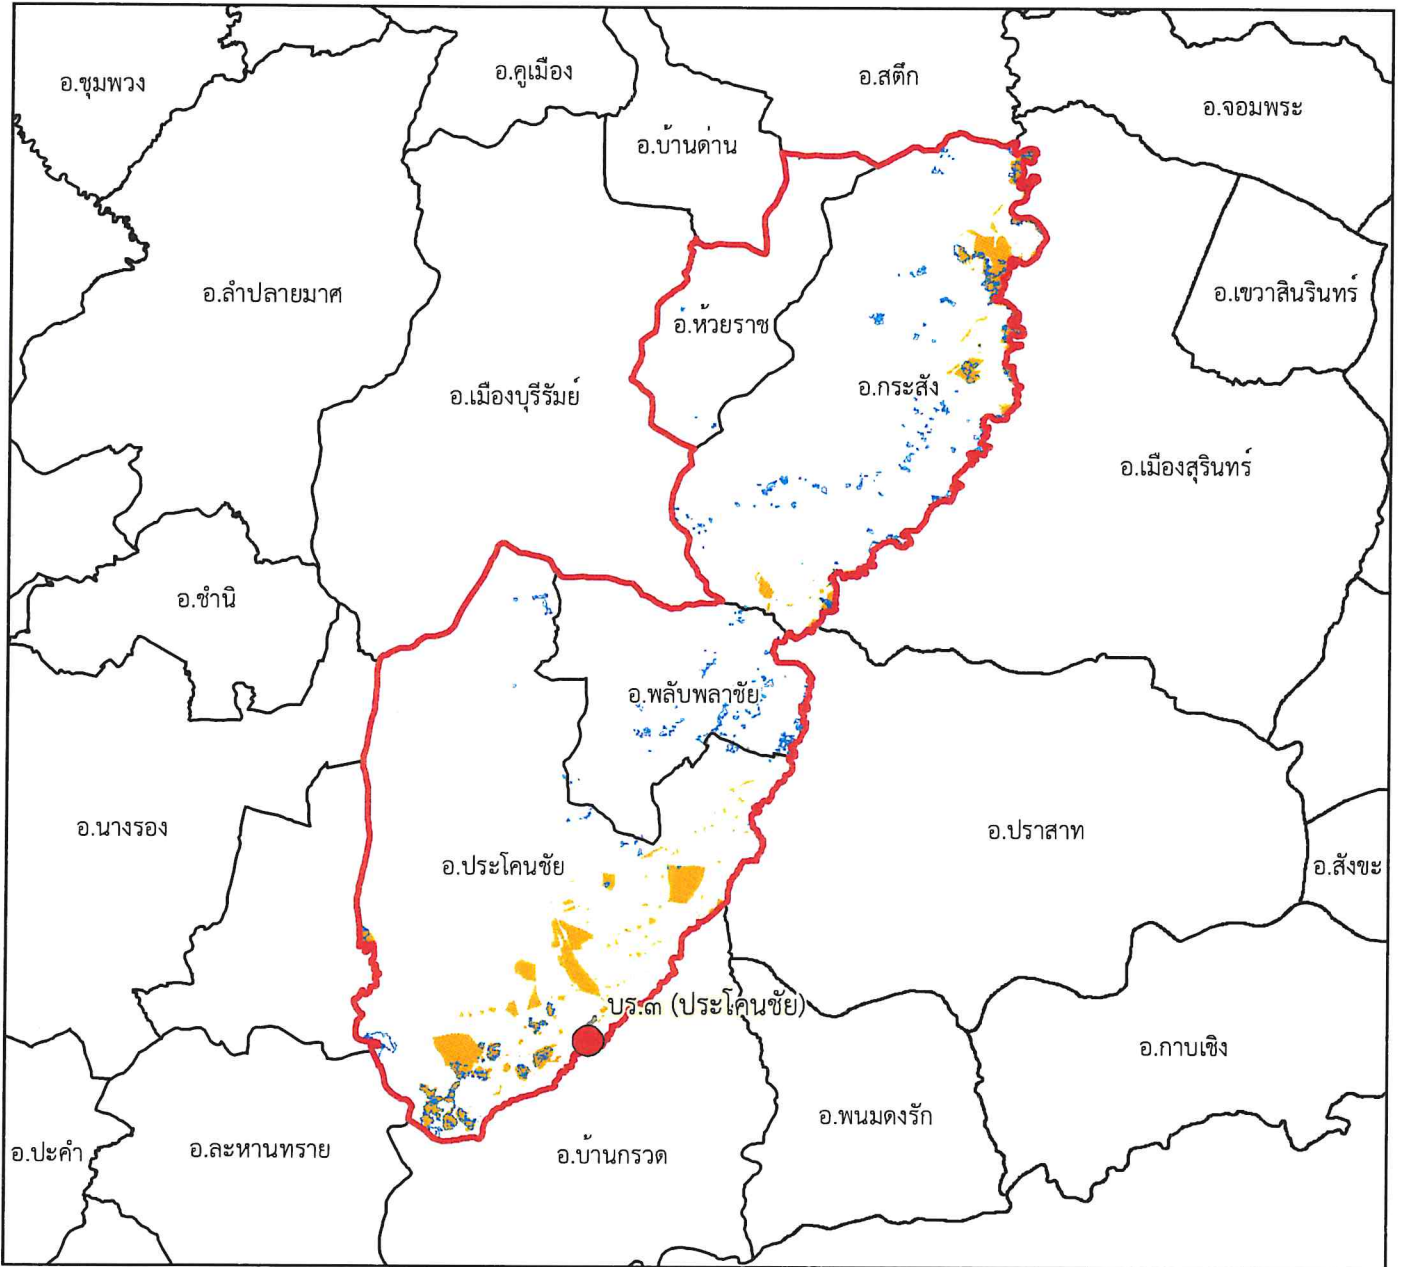 อ.ชุมพวง
อ.คูเมือง
อ.สตึก
อ.จอมพระ
อ.บ้านด่าน
อ.ลำปลายมาศ
อ.เขวาสินรินทร์
อ.ห้วยราช
อ.เมืองบุรีรัมย์
อ.กระสัง
อ.เมืองสุรินทร์
อ.ชำนิ
อ.พลับพลาชัย
อ.นางรอง
อ.ปราสาท
อ.ประโคนชัย
อ.สังขะ
บร.๓ (ประโคนชัย)
อ.กาบเชิง
อ.พนมดงรัก
อ.ปะคำ
อ.ละหานทราย
อ.บ้านกรวด